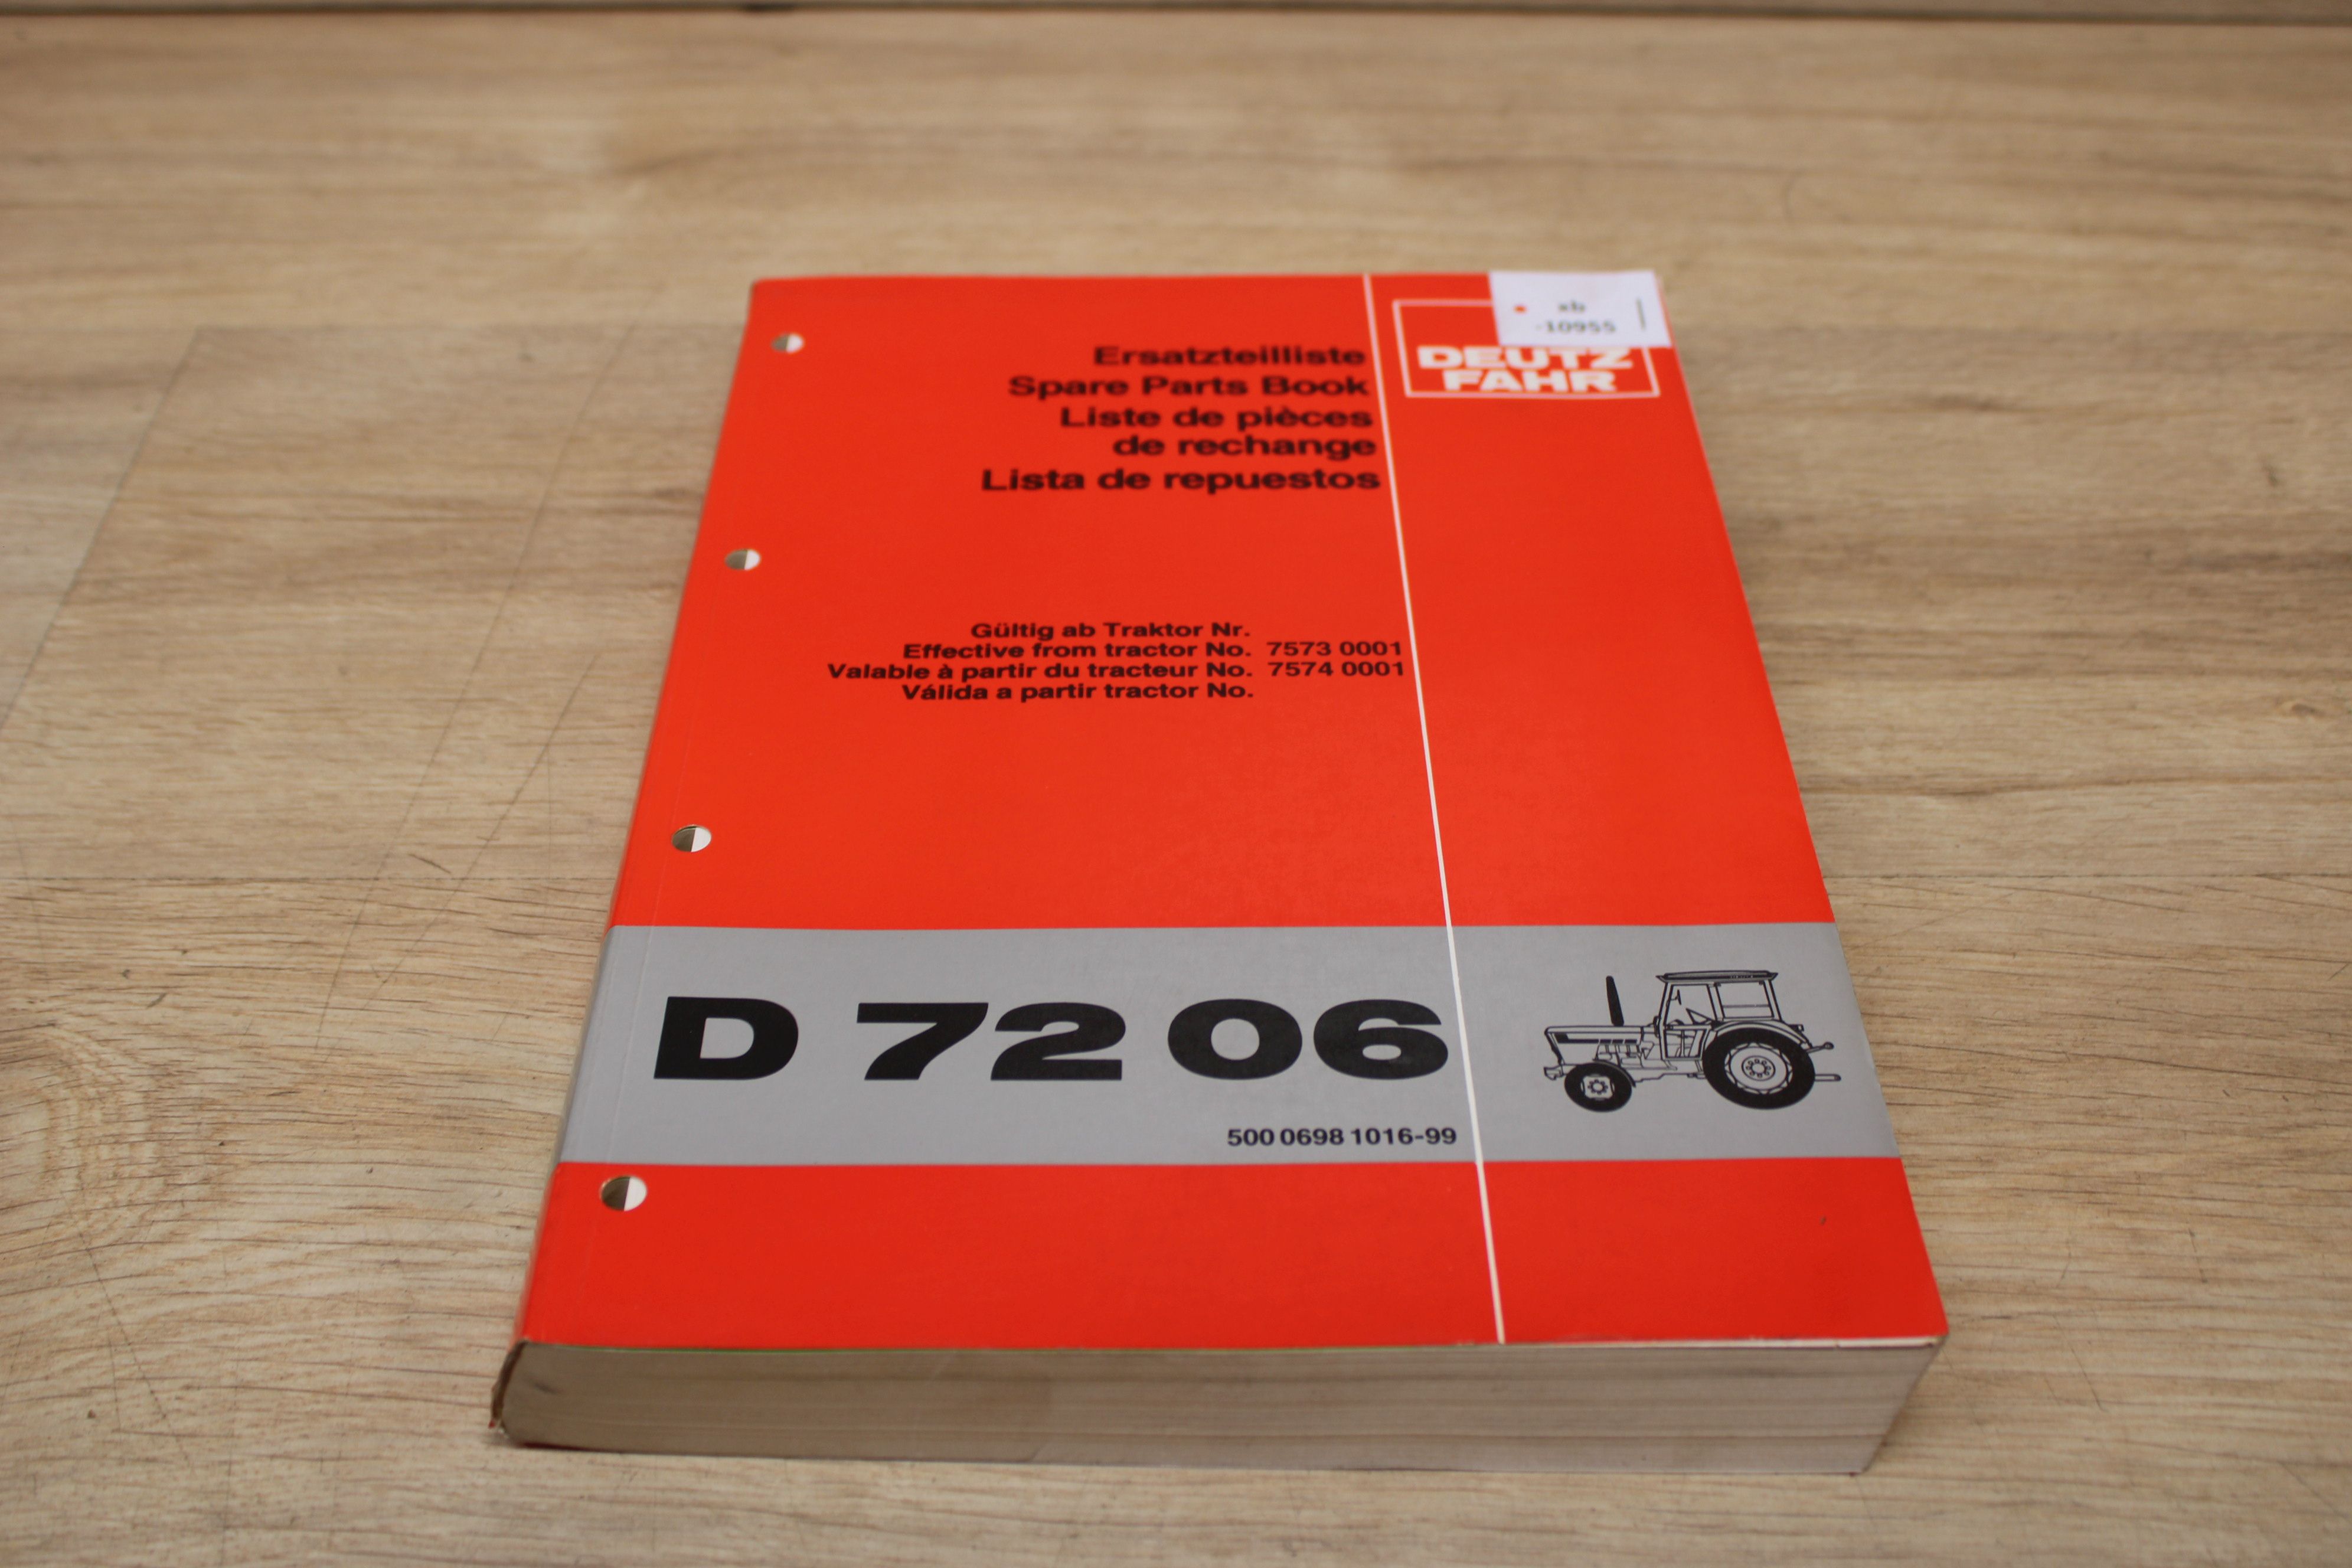 Ersatzteilliste
Spare Parts Book
Liste de pièces
de rechange
Lista de repuestos
ab
-10955
DEUTZ
FAHR
Gültig ab Traktor Nr.
Effective from tractor No. 7573 0001
Valable à partir du tracteur No. 7574 0001
Válida a partir tractor No.
D 72 06
500 0698 1016-99